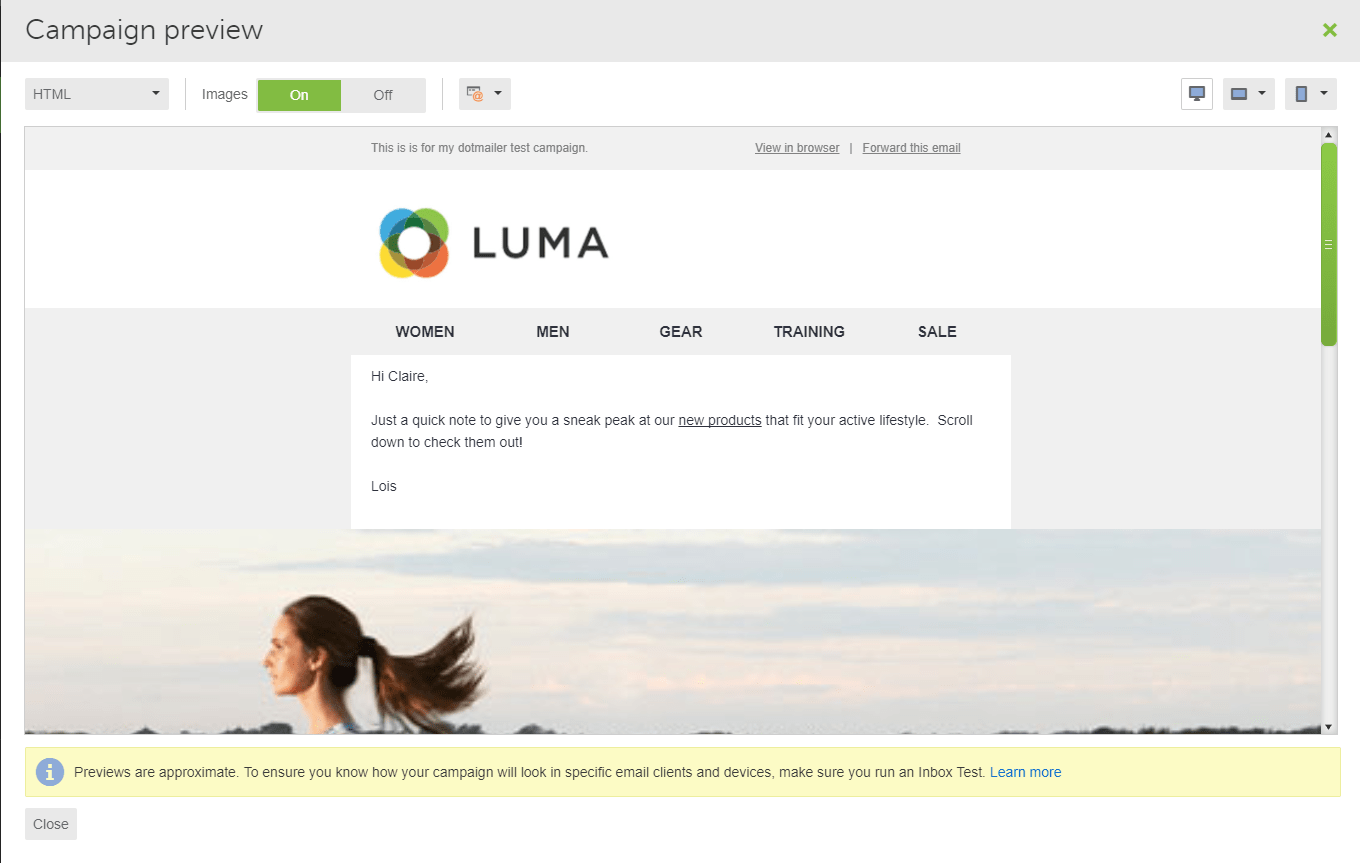 Campaign preview
HTML
Images
On
Off
This is is for my dotmailer test campaign.
View in browser | Forward this email
LUMA
WOMEN MEN GEAR TRAINING SALE
Hi Claire,
Just a quick note to give you a sneak peak at our new products that fit your active lifestyle.  Scroll
down to check them out!
Lois
Previews are approximate. To ensure you know how your campaign will look in specific email clients and devices, make sure you run an Inbox Test. Learn more
Close